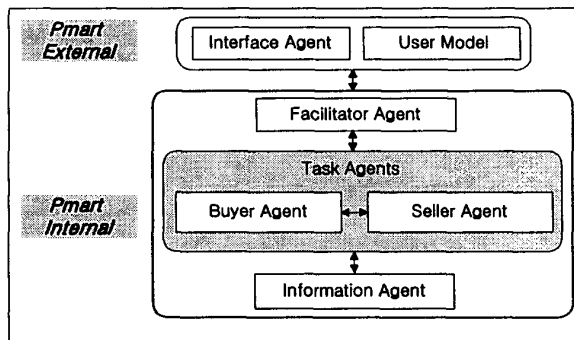 Pmart
External
Interface Agent
User Model
Facilitator Agent
Task Agents
Pmart
Internal
Buyer Agent
Seller Agent
Information Agent